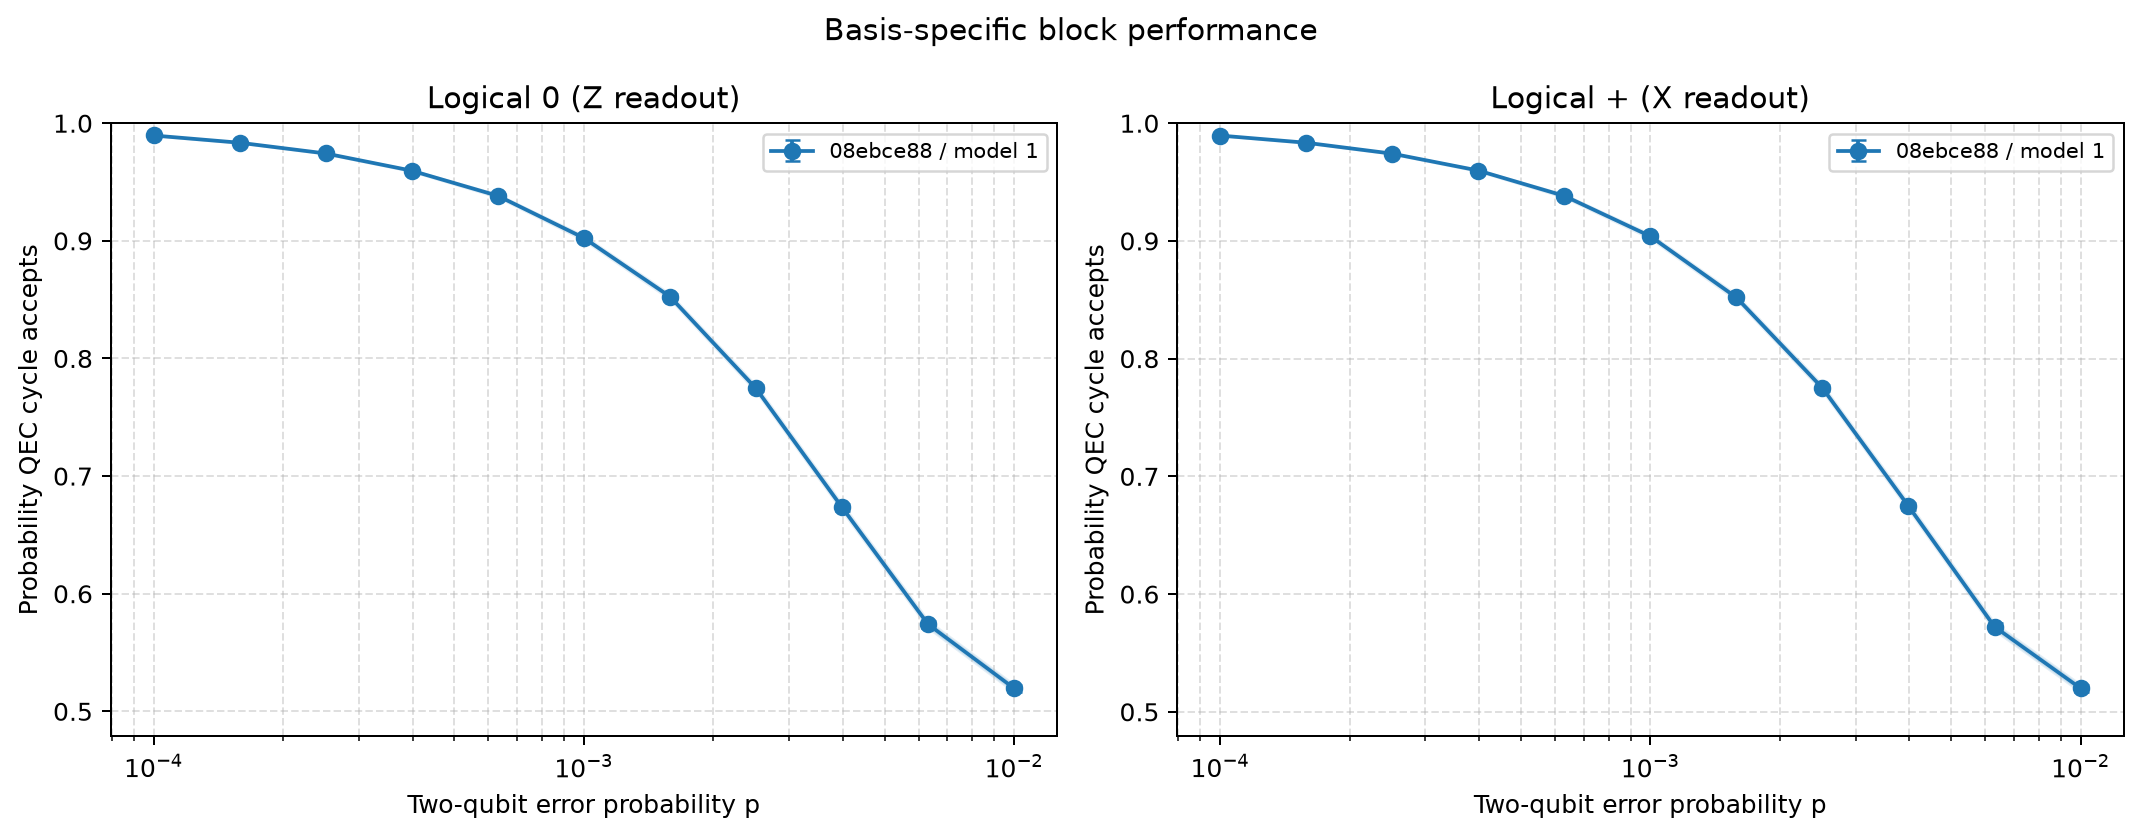 Basis-specific block performance
Logical 0 (Z readout)
Probability QEC cycle accepts
1.0
0.9
0.8
0.7
0.6
0.5
08ebce88 / model 1
10⁻⁴
10⁻³
10⁻²
Two-qubit error probability p
Logical + (X readout)
Probability QEC cycle accepts
1.0
0.9
0.8
0.7
0.6
0.5
08ebce88 / model 1
10⁻⁴
10⁻³
10⁻²
Two-qubit error probability p